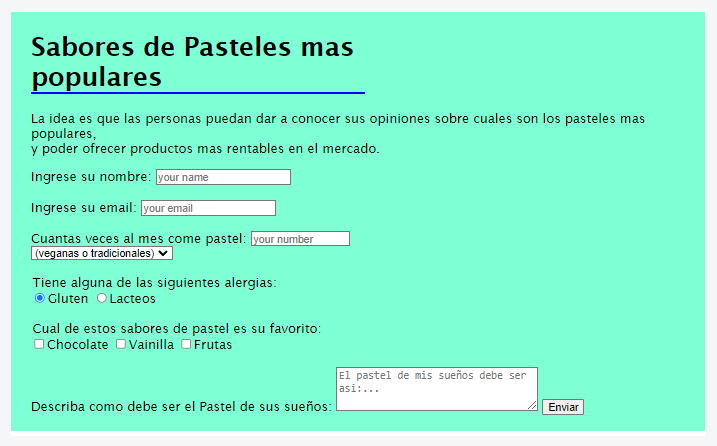 Sabores de Pasteles mas
populares
La idea es que las personas puedan dar a conocer sus opiniones sobre cuales son los pasteles mas
populares,
y poder ofrecer productos mas rentables en el mercado.
Ingrese su nombre: your name
Ingrese su email: your email
Cuantas veces al mes come pastel: your number
(veganas o tradicionales)
Tiene alguna de las siguientes alergias:
Gluten Lacteos
Cual de estos sabores de pastel es su favorito:
Chocolate Vainilla Frutas
El pastel de mis sueños debe ser
asi:...
Describa como debe ser el Pastel de sus sueños: Enviar